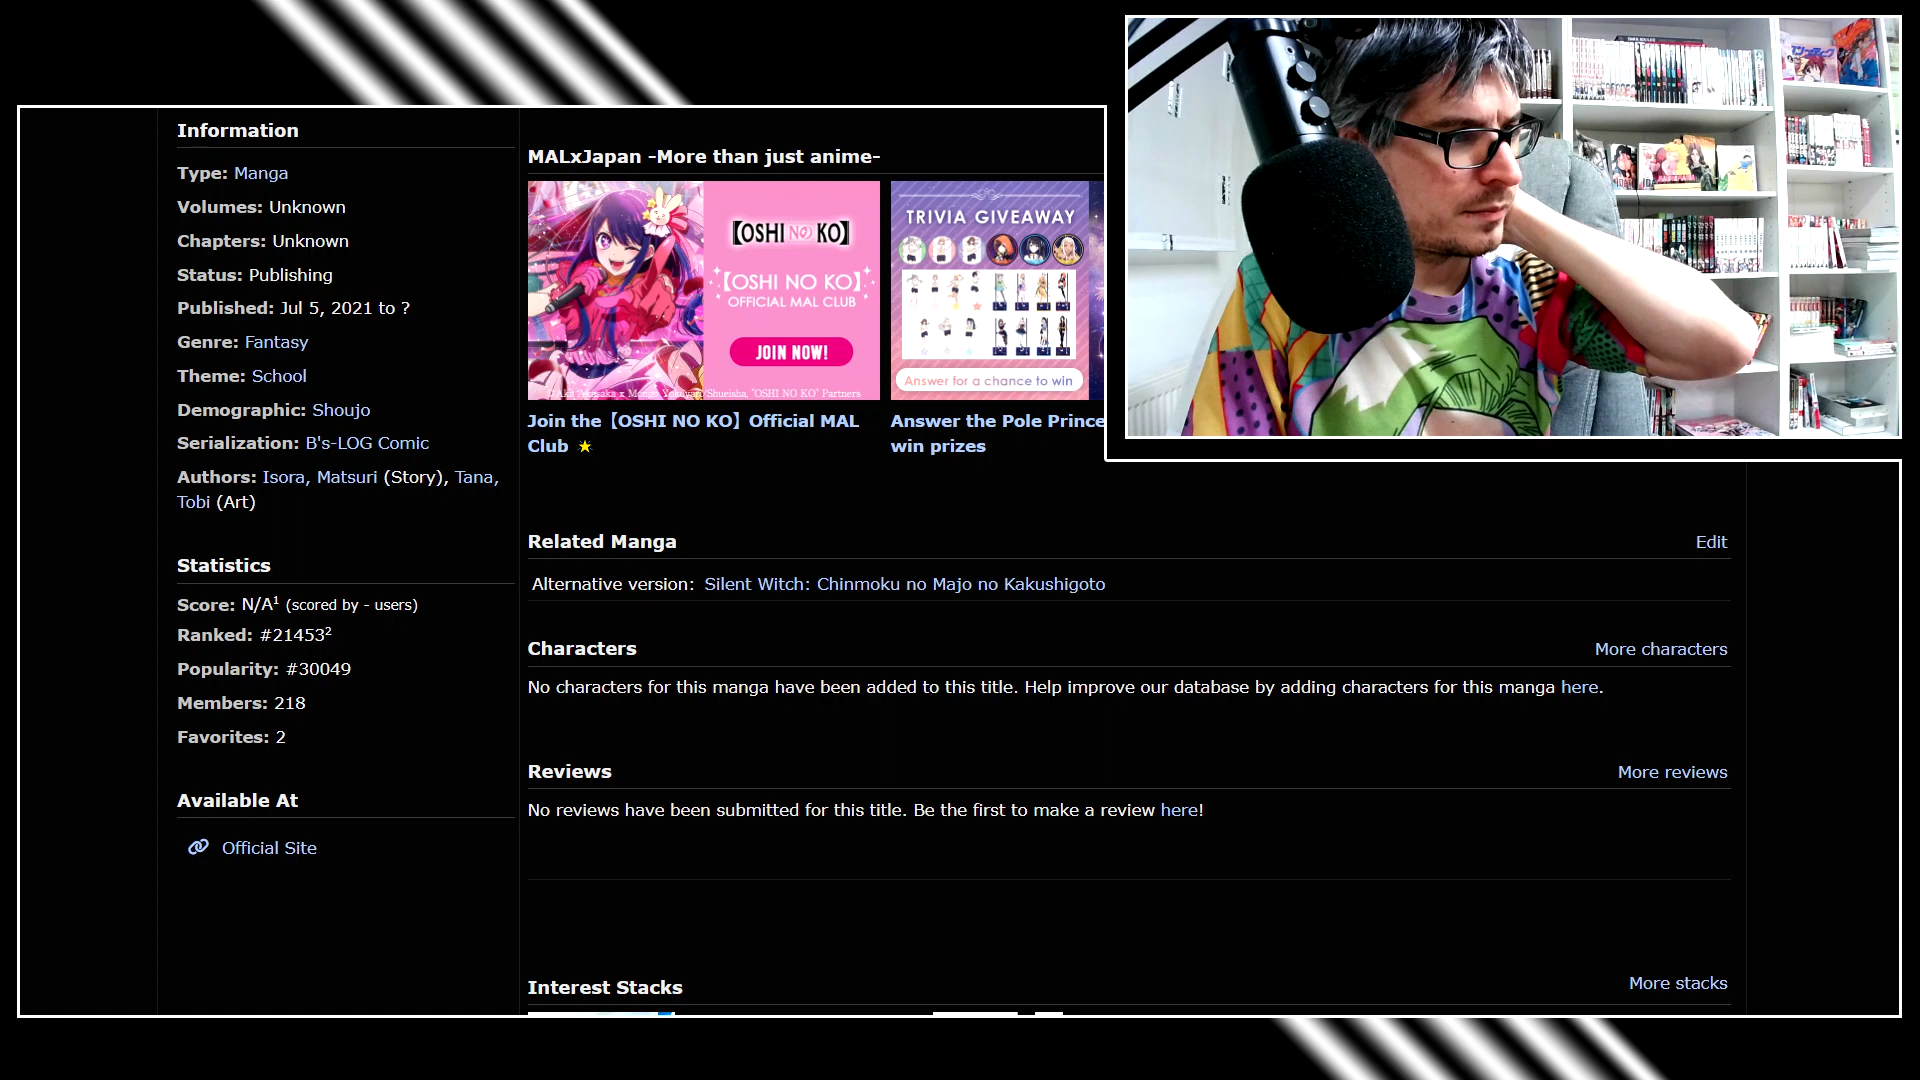 Information
Type: Manga
Volumes: Unknown
Chapters: Unknown
Status: Publishing
Published: Jul 5, 2021 to ?
Genre: Fantasy
Theme: School
Demographic: Shoujo
Serialization: B's-LOG Comic
Authors: Isora, Matsuri (Story), Tana,
Tobi (Art)
Statistics
Score: N/A¹ (scored by - users)
Ranked: #21453²
Popularity: #30049
Members: 218
Favorites: 2
Available At
Official Site
MALxJapan -More than just anime-
【OSHI NO KO】
【OSHI NO KO】
OFFICIAL MAL CLUB
JOIN NOW!
Shueisha, "OSHI NO KO" Partners
Join the【OSHI NO KO】Official MAL
Club
TRIVIA GIVEAWAY
Answer for a chance to win
Answer the Pole Prince
win prizes
Related Manga
Edit
Alternative version: Silent Witch: Chinmoku no Majo no Kakushigoto
Characters
More characters
No characters for this manga have been added to this title. Help improve our database by adding characters for this manga here.
Reviews
More reviews
No reviews have been submitted for this title. Be the first to make a review here!
Interest Stacks
More stacks